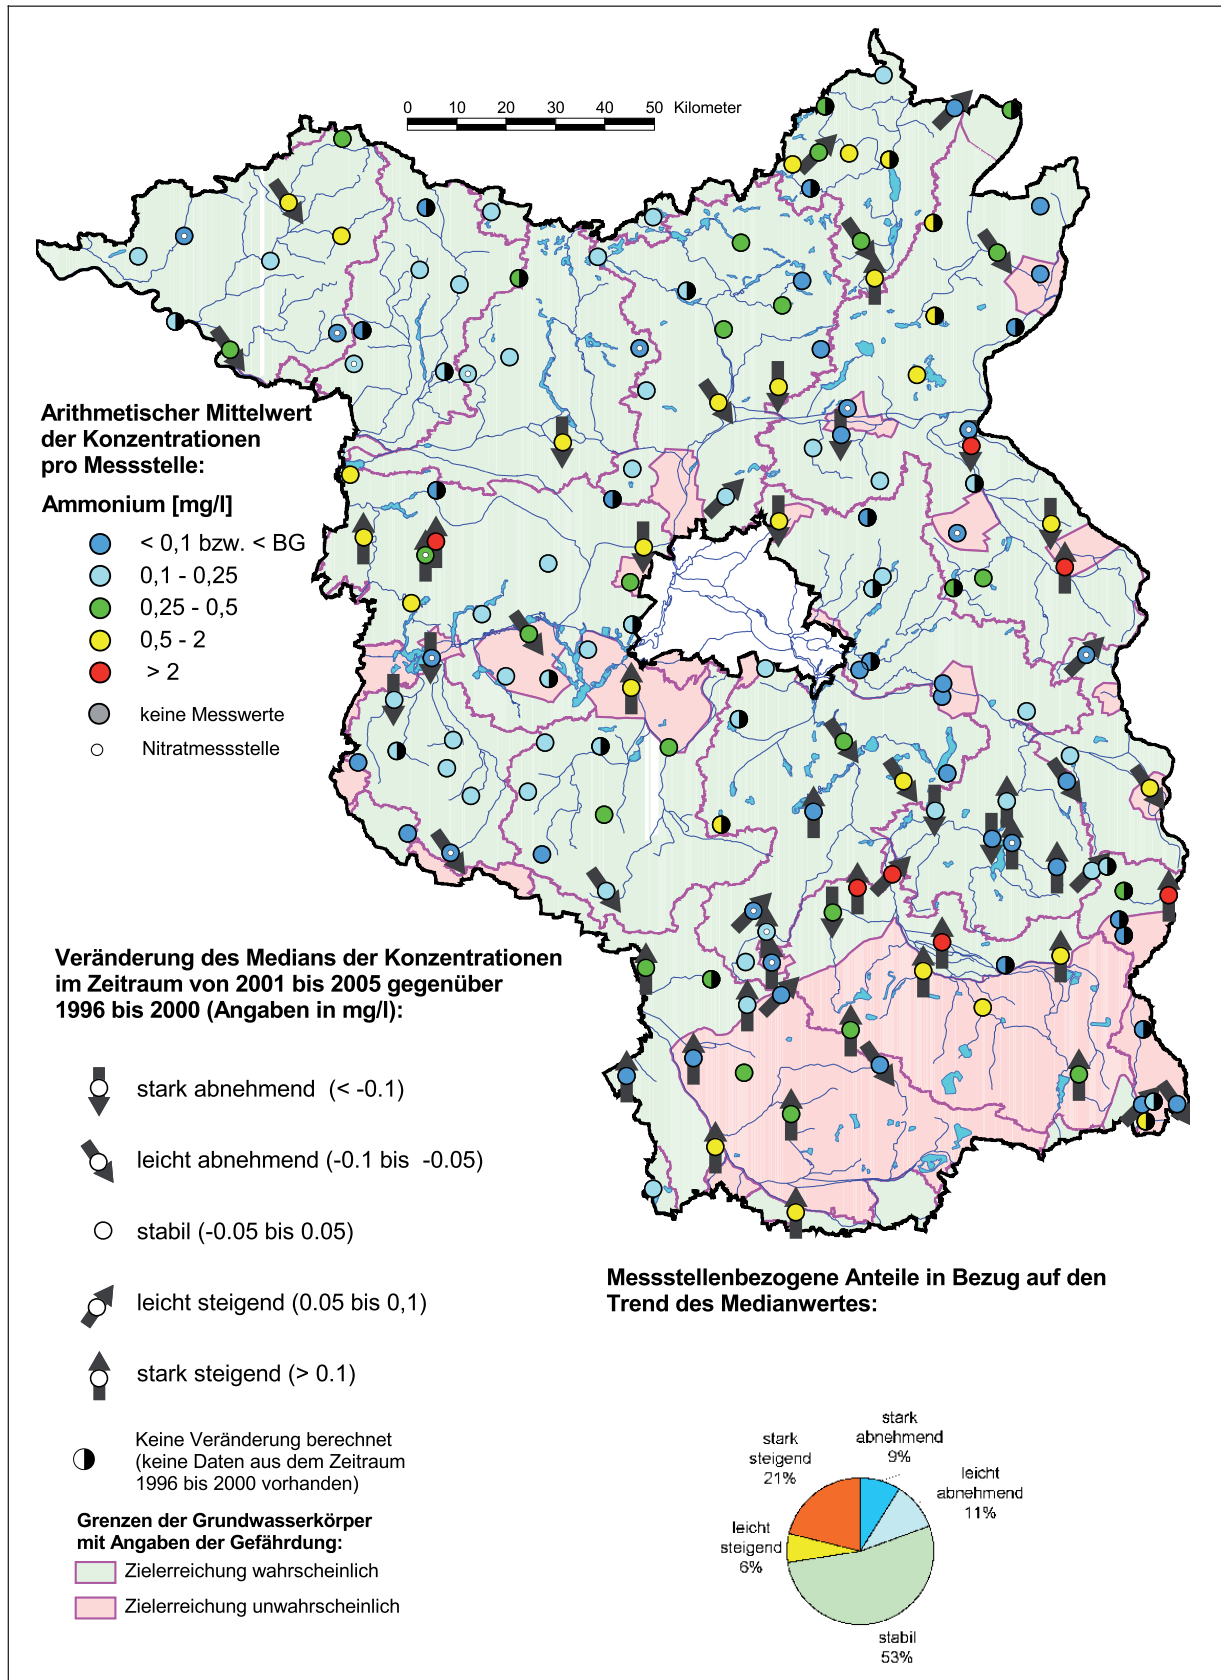 0 10 20 30 40 50 Kilometer
Arithmetischer Mittelwert
der Konzentrationen
pro Messstelle:
Ammonium [mg/l]
< 0,1 bzw. < BG
0,1 - 0,25
0,25 - 0,5
0,5 - 2
> 2
keine Messwerte
Nitratmessstelle
Veränderung des Medians der Konzentrationen
im Zeitraum von 2001 bis 2005 gegenüber
1996 bis 2000 (Angaben in mg/l):
stark abnehmend (< -0.1)
leicht abnehmend (-0.1 bis -0.05)
stabil (-0.05 bis 0.05)
leicht steigend (0.05 bis 0,1)
stark steigend (> 0.1)
Keine Veränderung berechnet
(keine Daten aus dem Zeitraum
1996 bis 2000 vorhanden)
Grenzen der Grundwasserkörper
mit Angaben der Gefährdung:
Zielerreichung wahrscheinlich
Zielerreichung unwahrscheinlich
Messstellenbezogene Anteile in Bezug auf den
Trend des Medianwertes:
stark
abnehmend
9%
leicht
abnehmend
11%
stabil
53%
leicht
steigend
6%
stark
steigend
21%